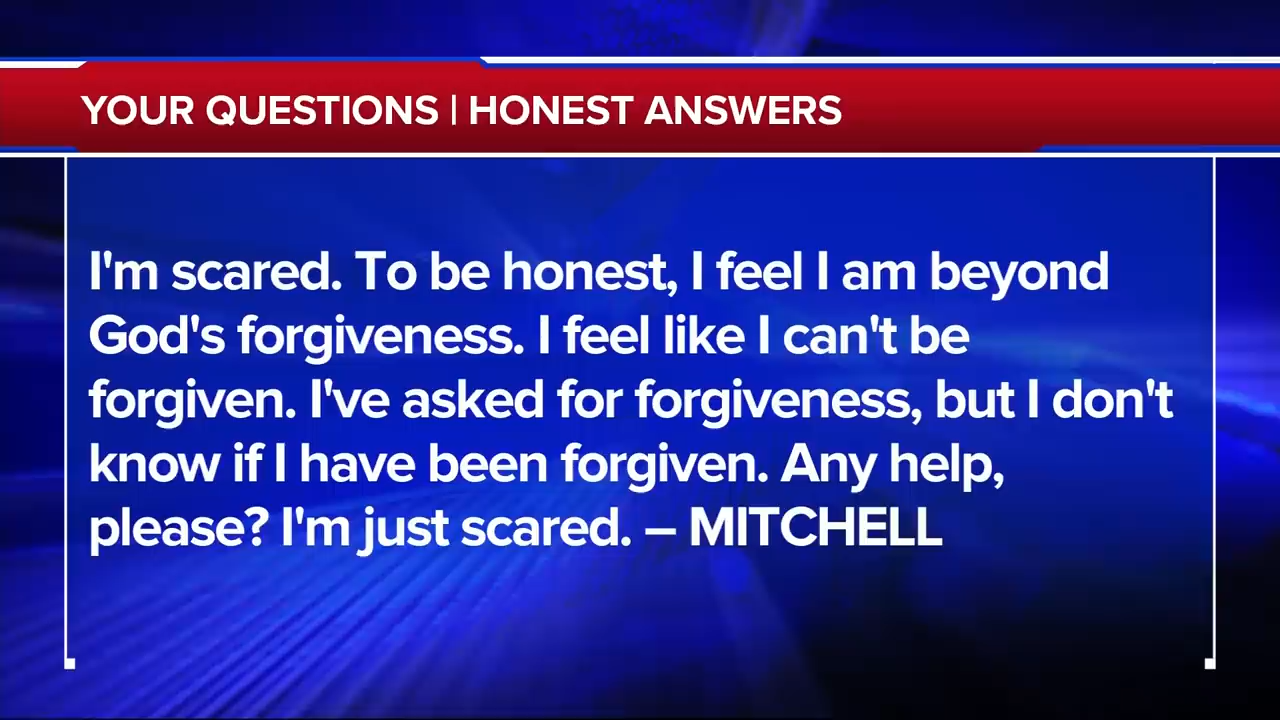 YOUR QUESTIONS | HONEST ANSWERS
I'm scared. To be honest, I feel I am beyond
God's forgiveness. I feel like I can't be
forgiven. I've asked for forgiveness, but I don't
know if I have been forgiven. Any help,
please? I'm just scared. – MITCHELL